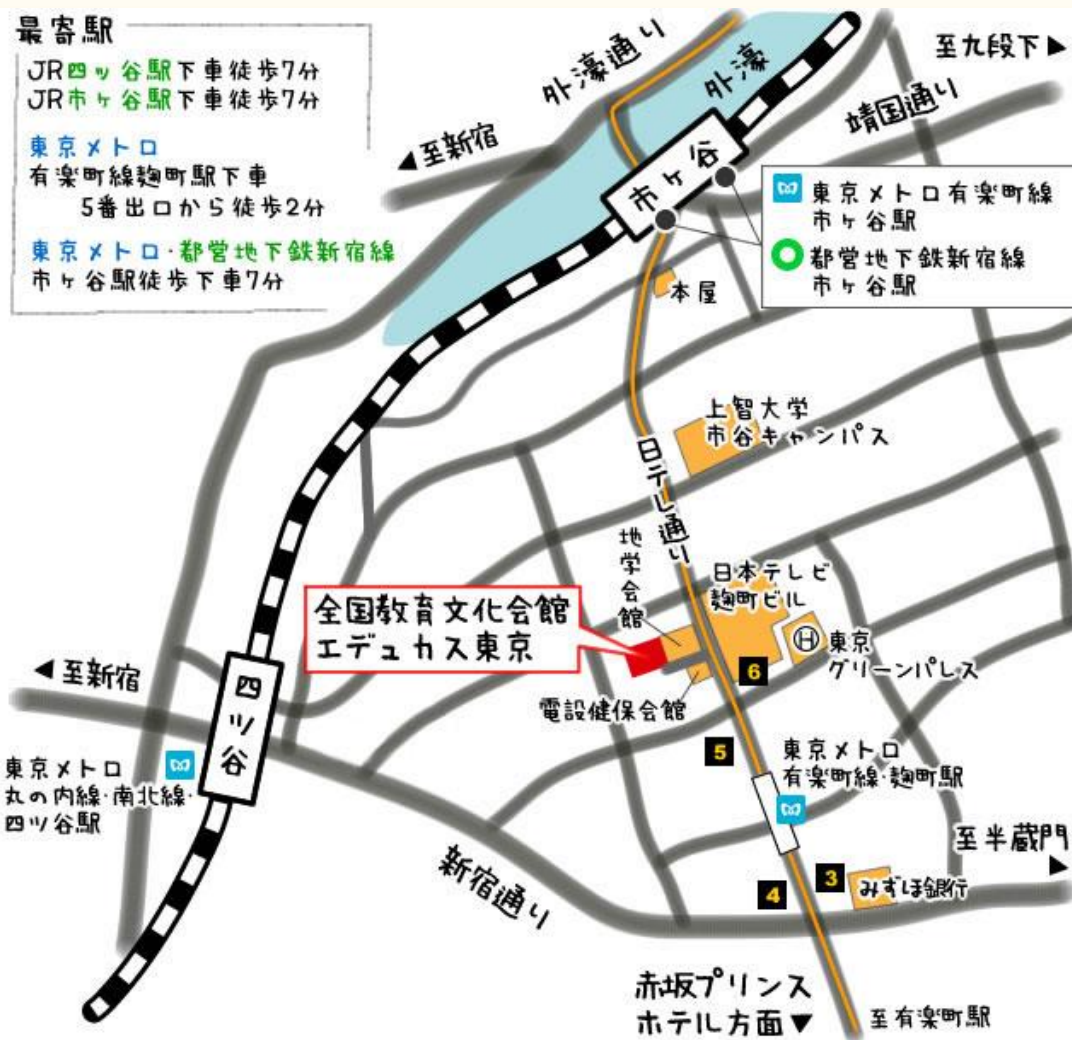 最寄駅
JR四ッ谷駅下車徒歩7分
JR市ヶ谷駅下車徒歩7分
東京メトロ
有楽町線麹町駅下車
5番出口から徒歩2分
東京メトロ・都営地下鉄新宿線
市ヶ谷駅徒歩下車7分
外濠通り
外濠
至九段下▶
靖国通り
◀至新宿
市ヶ谷
東京メトロ有楽町線
市ヶ谷駅
都営地下鉄新宿線
市ヶ谷駅
本屋
上智大学
市谷キャンパス
日テレ通り
地学会館
日本テレビ
麹町ビル
全国教育文化会館
エデュカス東京
H
東京
グリーンパレス
6
電設健保会館
◀至新宿
四ツ谷
5
東京メトロ
有楽町線・麹町駅
東京メトロ
丸の内線・南北線・
四ツ谷駅
至半蔵門
▶
新宿通り
3
みずほ銀行
4
赤坂プリンス
ホテル方面▼
至有楽町駅